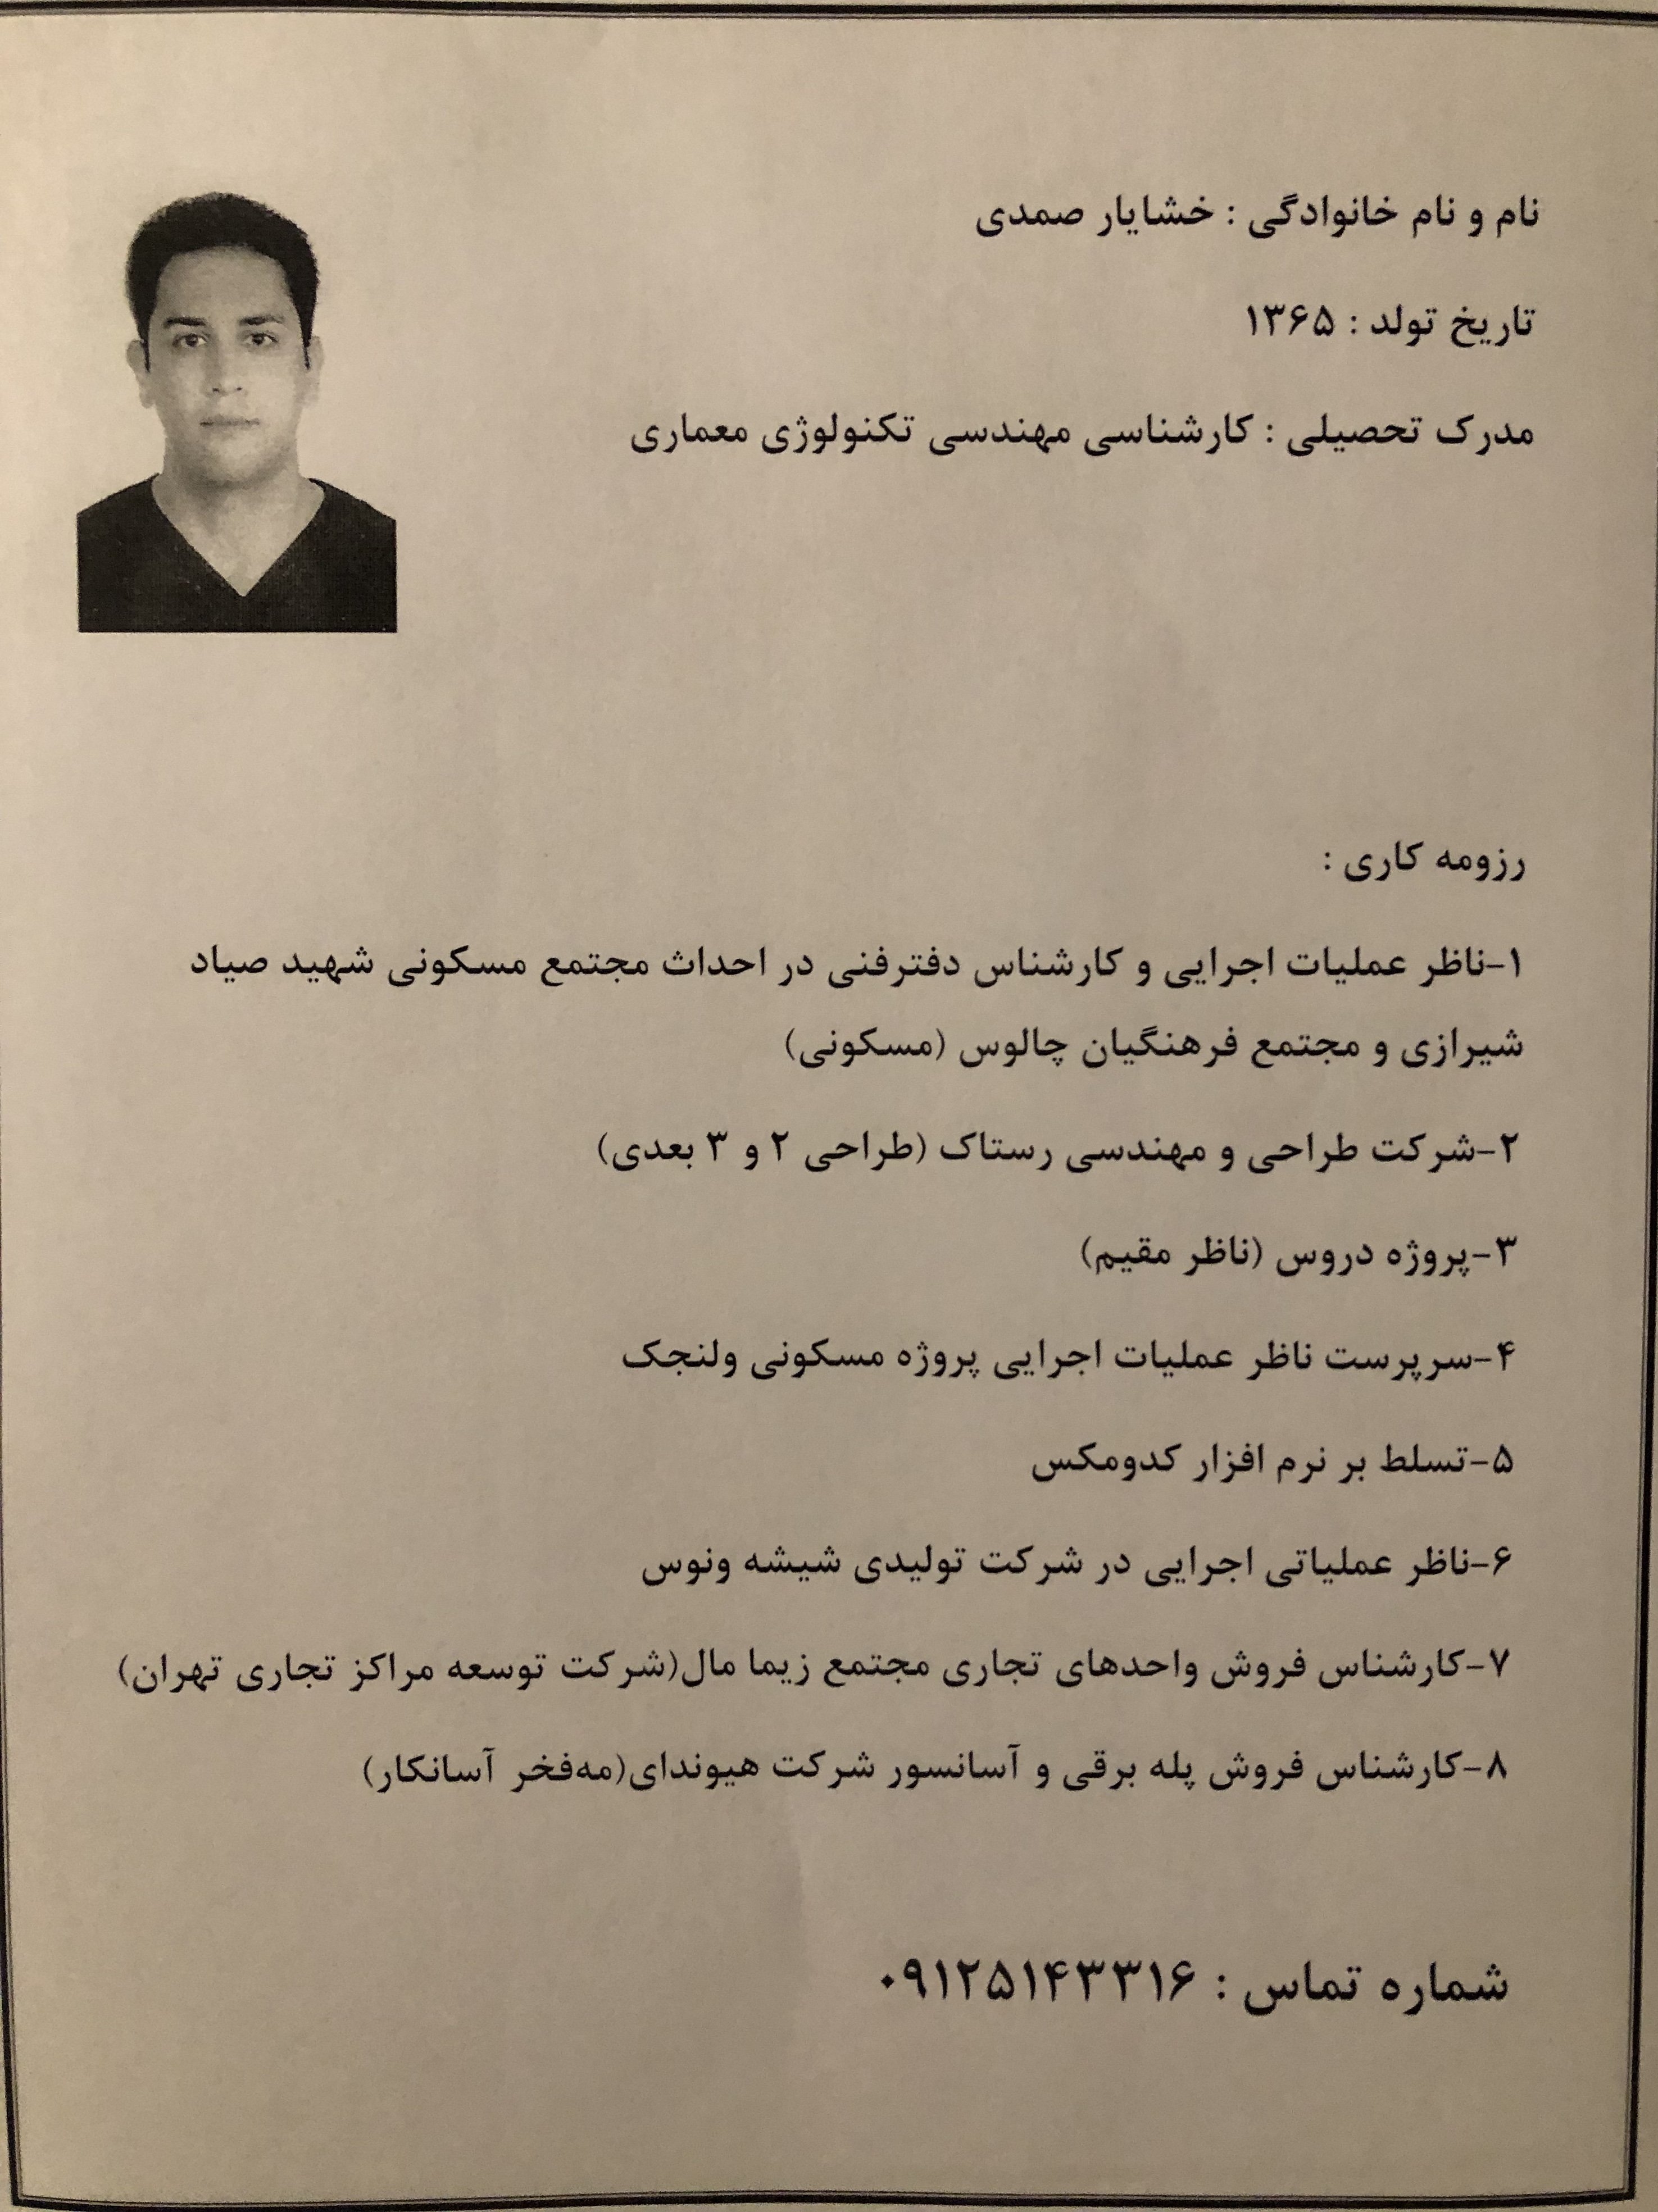 نام و نام خانوادگی : خشایار صمدی
تاریخ تولد : ۱۳۶۵
مدرک تحصیلی : کارشناسی مهندسی تکنولوژی معماری
رزومه کاری :
۱-ناظر عملیات اجرایی و کارشناس دفترفنی در احداث مجتمع مسکونی شهید صیاد
شیرازی و مجتمع فرهنگیان چالوس (مسکونی)
۲-شرکت طراحی و مهندسی رستاک (طراحی ۲ و ۳ بعدی)
۳-پروژه دروس (ناظر مقیم)
۴-سرپرست ناظر عملیات اجرایی پروژه مسکونی ولنجک
۵-تسلط بر نرم افزار کدومکس
۶-ناظر عملیاتی اجرایی در شرکت تولیدی شیشه ونوس
۷-کارشناس فروش واحدهای تجاری مجتمع زیما مال(شرکت توسعه مراکز تجاری تهران)
۸-کارشناس فروش پله برقی و آسانسور شرکت هیوندای(مه‌فخر آسانکار)
شماره تماس : ۰۹۱۲۵۱۴۳۳۱۶